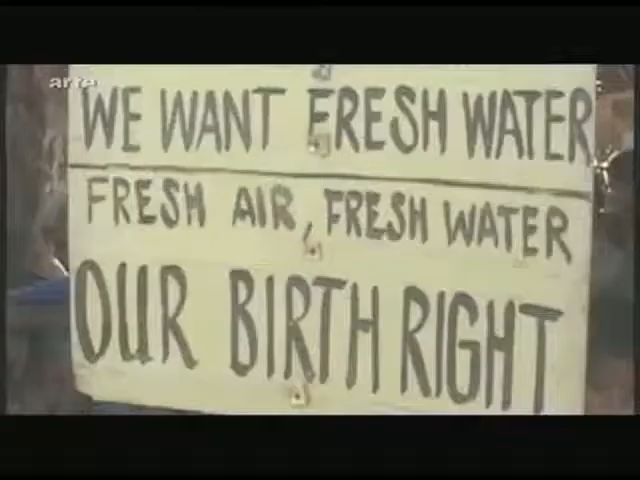 arte
WE WANT FRESH WATER
FRESH AIR, FRESH WATER
OUR BIRTH RIGHT